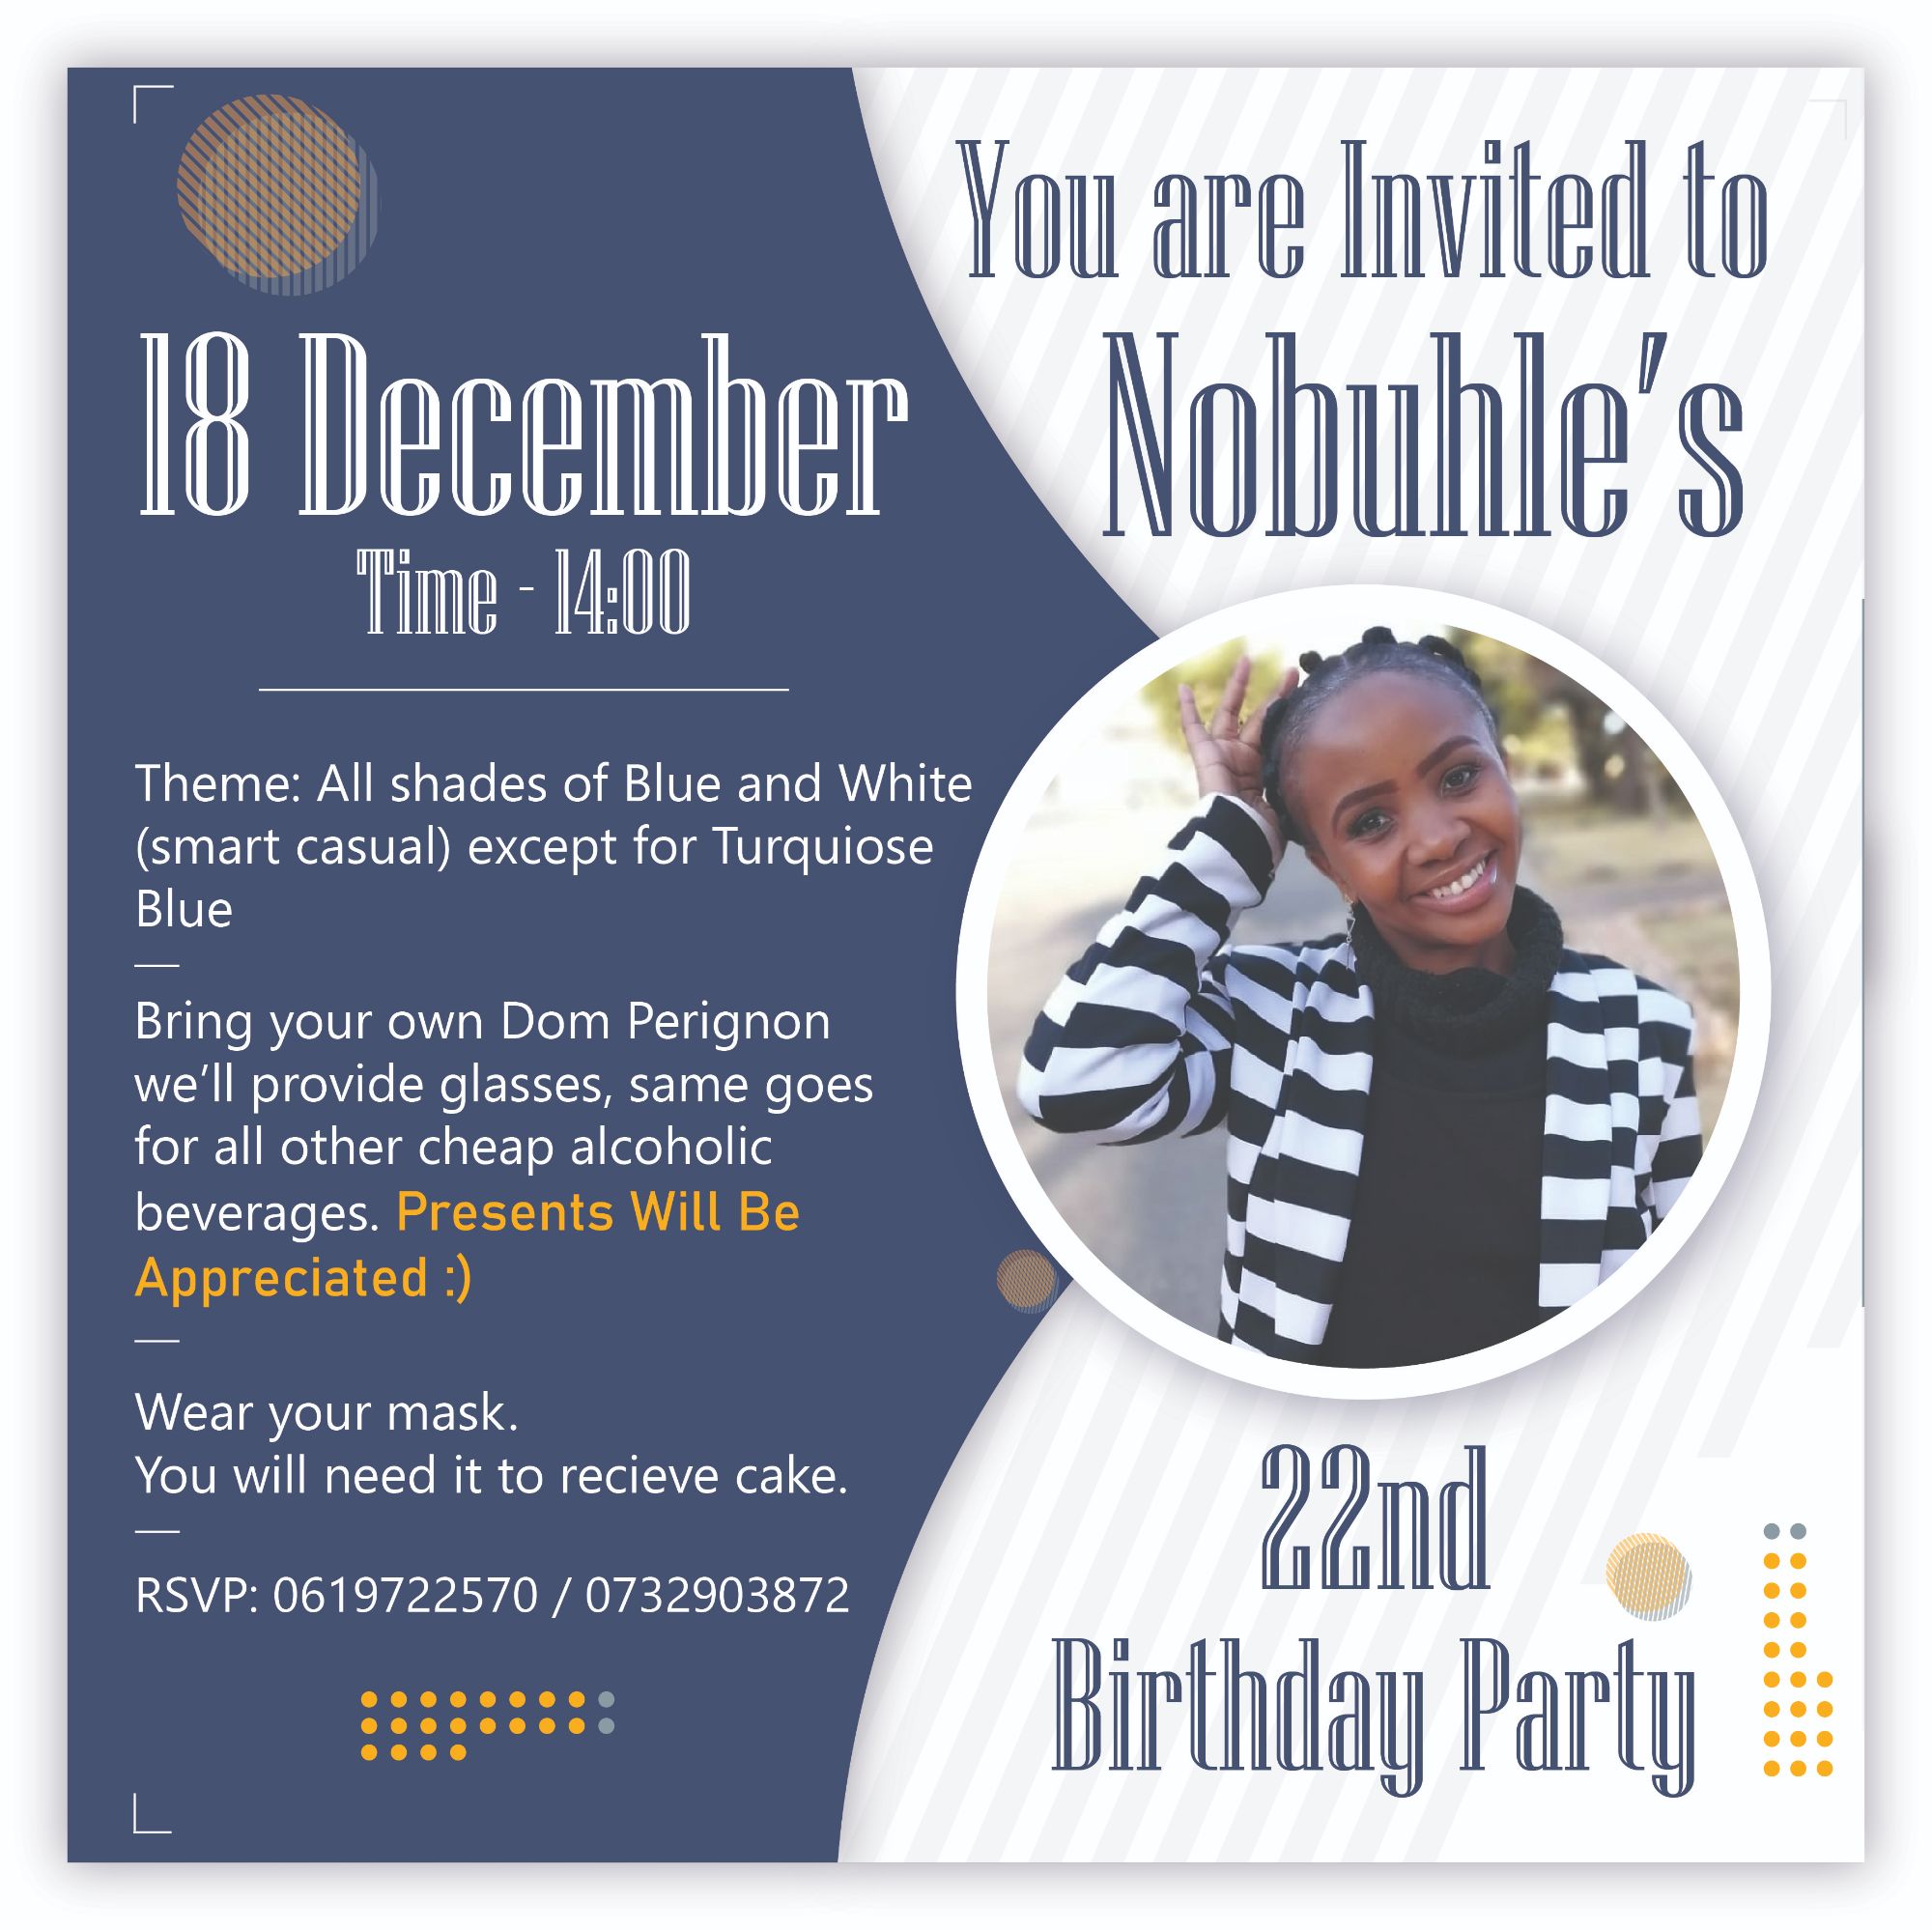 You are Invited to
Nobuhle's
18 December
Time - 14:00
Theme: All shades of Blue and White
(smart casual) except for Turquiose
Blue
Bring your own Dom Perignon
we'll provide glasses, same goes
for all other cheap alcoholic
beverages. Presents Will Be
Appreciated :)
Wear your mask.
You will need it to recieve cake.
RSVP: 0619722570 / 0732903872
22nd
Birthday Party